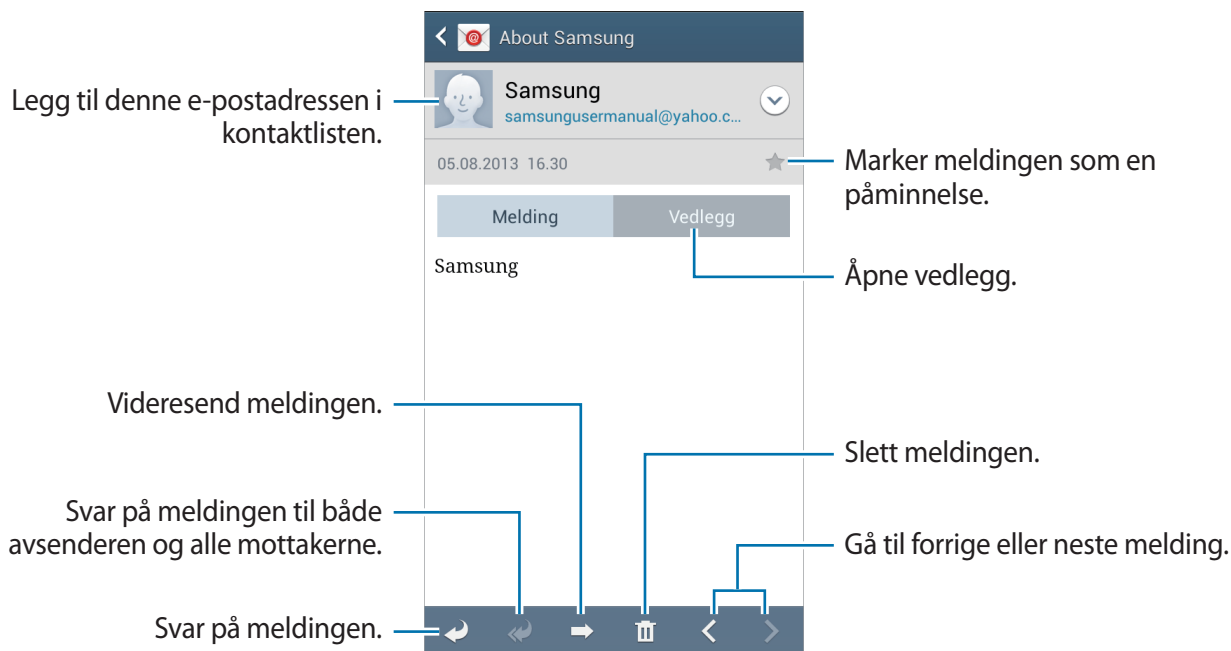 About Samsung
Samsung
samsungusermanual@yahoo.c...
Legg til denne e-postadressen i
kontaktlisten.
05.08.2013 16.30
Marker meldingen som en
påminnelse.
Melding
Vedlegg
Samsung
Åpne vedlegg.
Videresend meldingen.
Slett meldingen.
Svar på meldingen til både
avsenderen og alle mottakerne.
Gå til forrige eller neste melding.
Svar på meldingen.